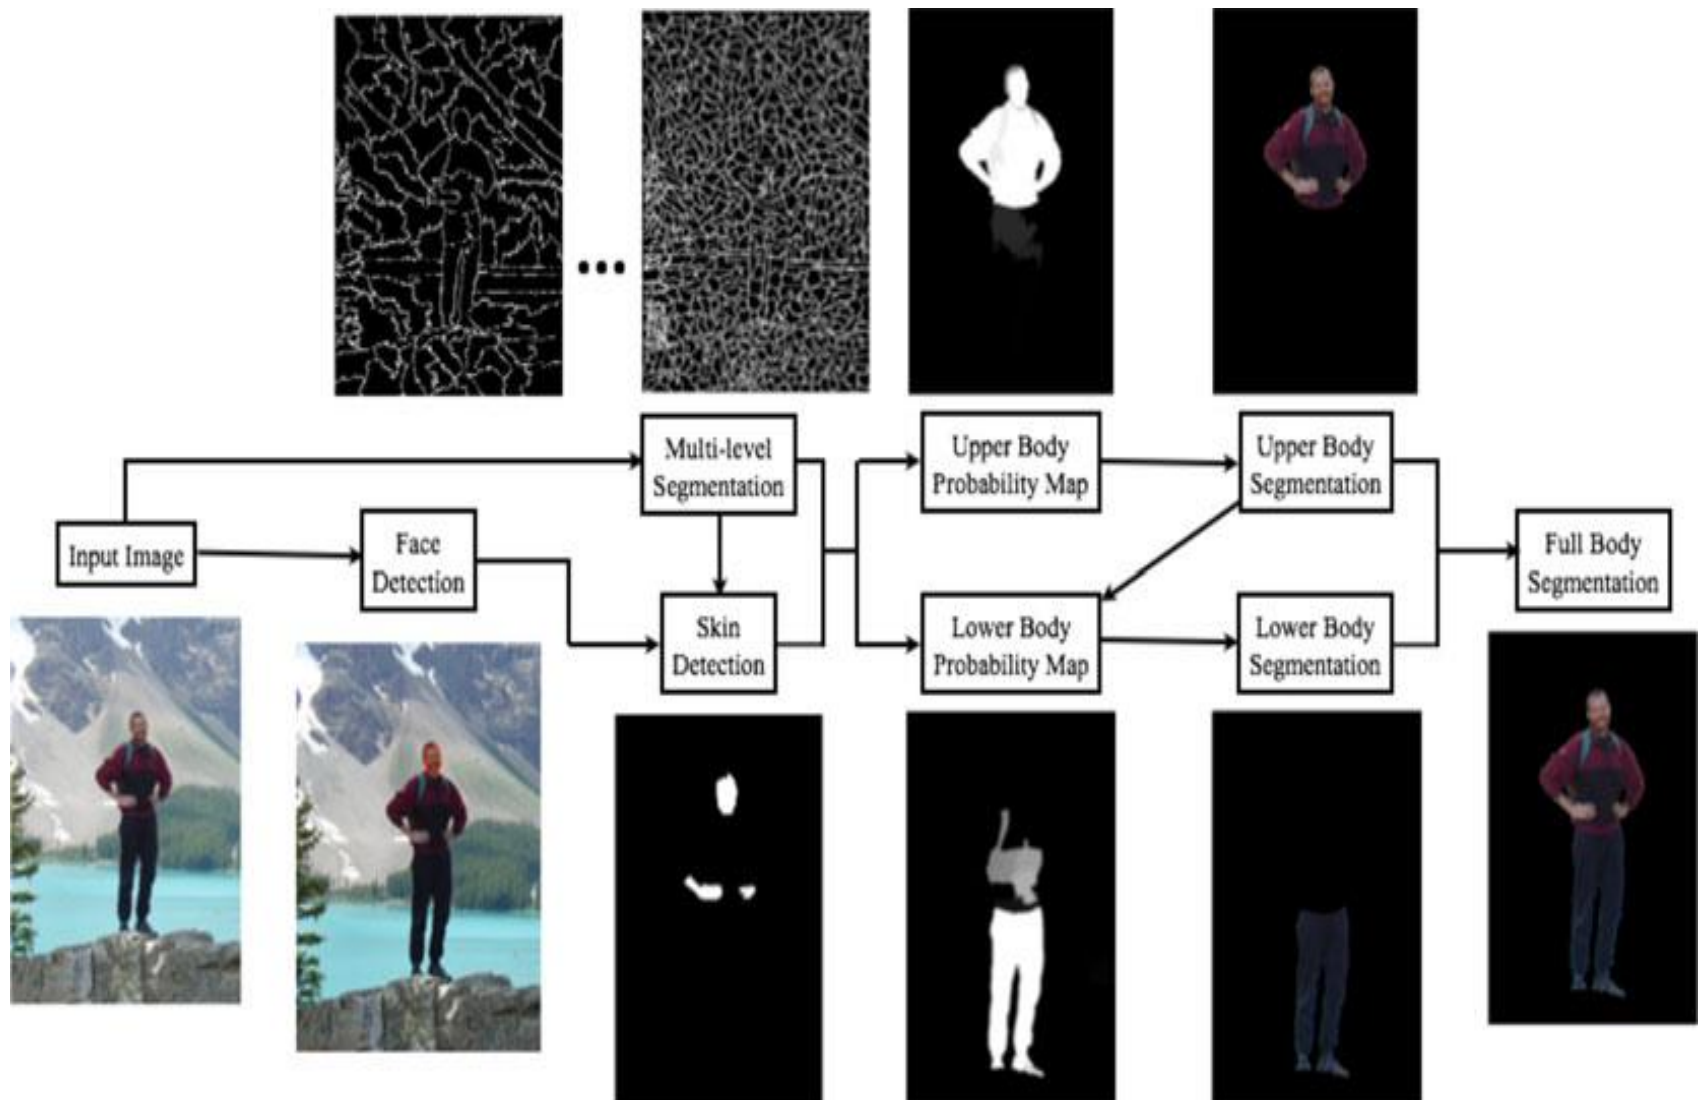 Multi-level
Segmentation
Upper Body
Probability Map
Upper Body
Segmentation
Input Image
Face
Detection
Full Body
Segmentation
Skin
Detection
Lower Body
Probability Map
Lower Body
Segmentation